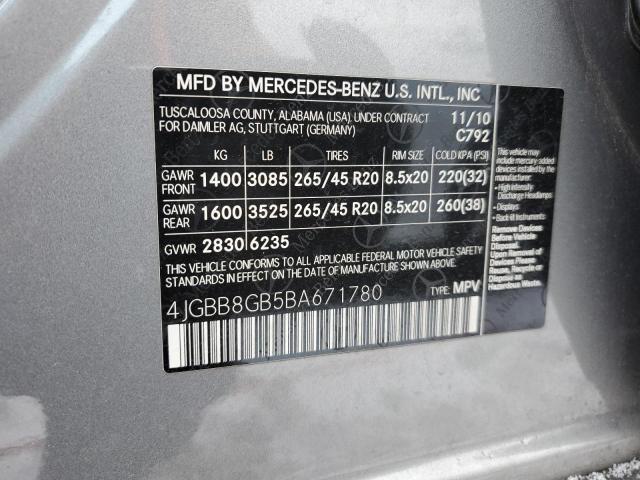 MFD BY MERCEDES-BENZ U.S. INTL., INC
TUSCALOOSA COUNTY, ALABAMA (USA). UNDER CONTRACT 11/10
FOR DAIMLER AG, STUTTGART (GERMANY) C792
KG LB TIRES RIM SIZE COLD KPA (PSI)
GAWR FRONT 1400 3085 265/45 R20 8.5x20 220(32)
GAWR REAR 1600 3525 265/45 R20 8.5x20 260(38)
GVWR 2830 6235
THIS VEHICLE CONFORMS TO ALL APPLICABLE FEDERAL MOTOR VEHICLE SAFETY
IN EFFECT ON THE DATE OF MANUFACTURE SHOWN ABOVE.
4JGBB8GB5BA671780 TYPE: MPV
This vehicle may
include
mercury-added
devices installed by
the Manufacturer:
• High Intensity
Discharge Headlamps
• Displays
• Back-lit Instruments
Remove Devices
Before Vehicle
Disposal.
Upon Removal of
Devices, Please
Reuse, Recycle or
Dispose as
Hazardous Waste.